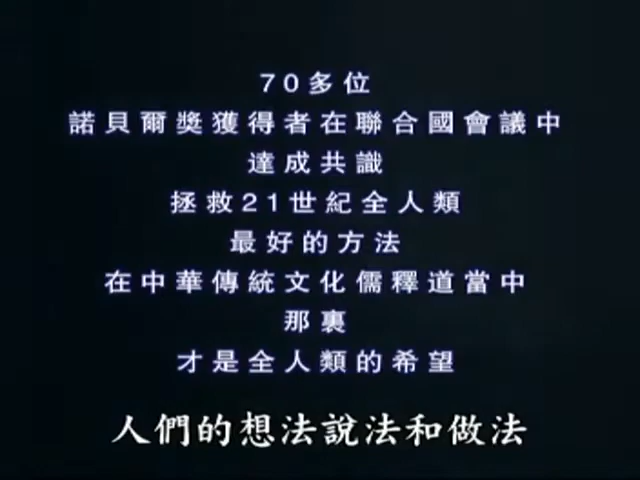 70多位
諾貝爾獎獲得者在聯合國會議中
達成共識
拯救21世紀全人類
最好的方法
在中華傳統文化儒釋道當中
那裏
才是全人類的希望
人們的想法說法和做法